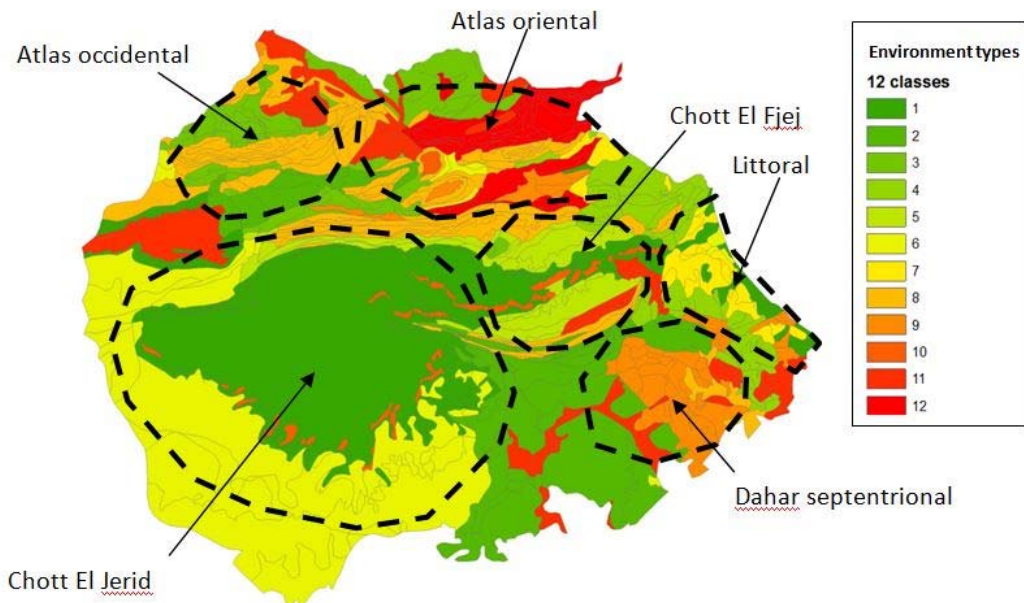 Atlas occidental
Atlas oriental
Chott El Fjej
Littoral
Dahar septentrional
Chott El Jerid
Environment types
12 classes
1
2
3
4
5
6
7
8
9
10
11
12